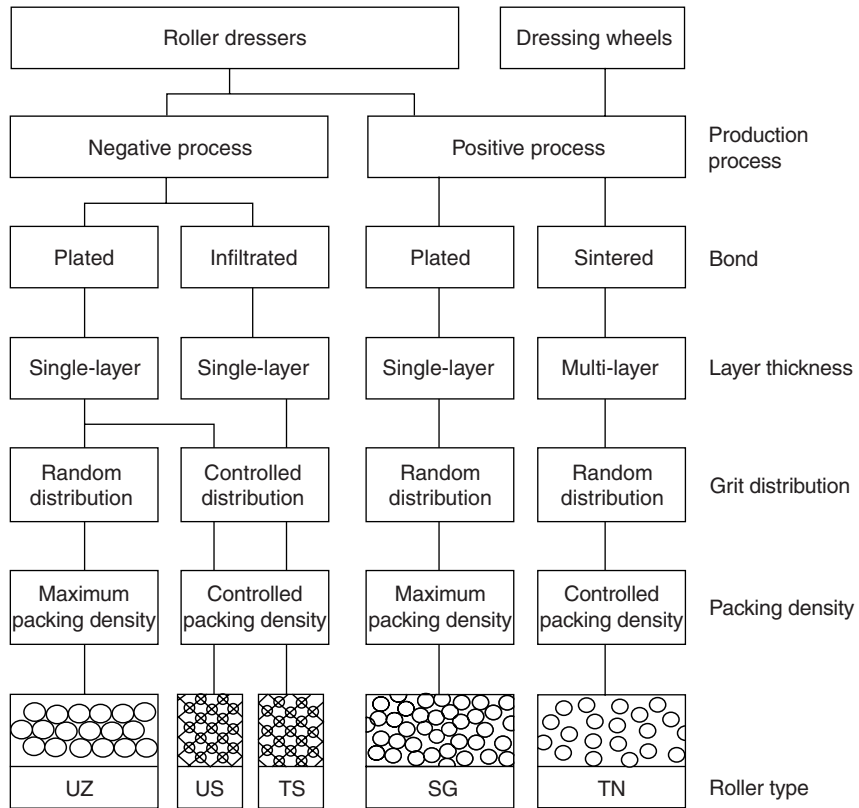 Roller dressers
Dressing wheels
Negative process
Positive process
Production
process
Plated
Infiltrated
Plated
Sintered
Bond
Single-layer
Single-layer
Single-layer
Multi-layer
Layer thickness
Random
distribution
Controlled
distribution
Random
distribution
Random
distribution
Grit distribution
Maximum
packing density
Controlled
packing density
Maximum
packing density
Controlled
packing density
Packing density
UZ
US
TS
SG
TN
Roller type